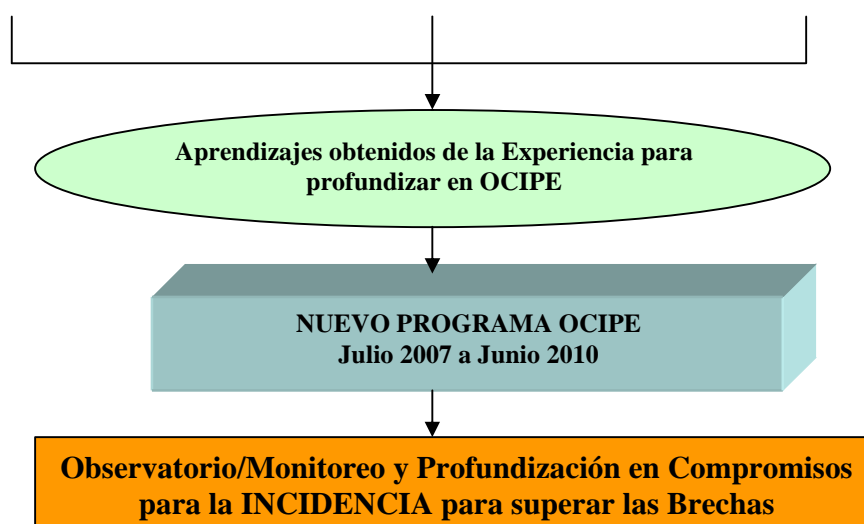 Aprendizajes obtenidos de la Experiencia para
profundizar en OCIPE
NUEVO PROGRAMA OCIPE
Julio 2007 a Junio 2010
Observatorio/Monitoreo y Profundización en Compromisos
para la INCIDENCIA para superar las Brechas